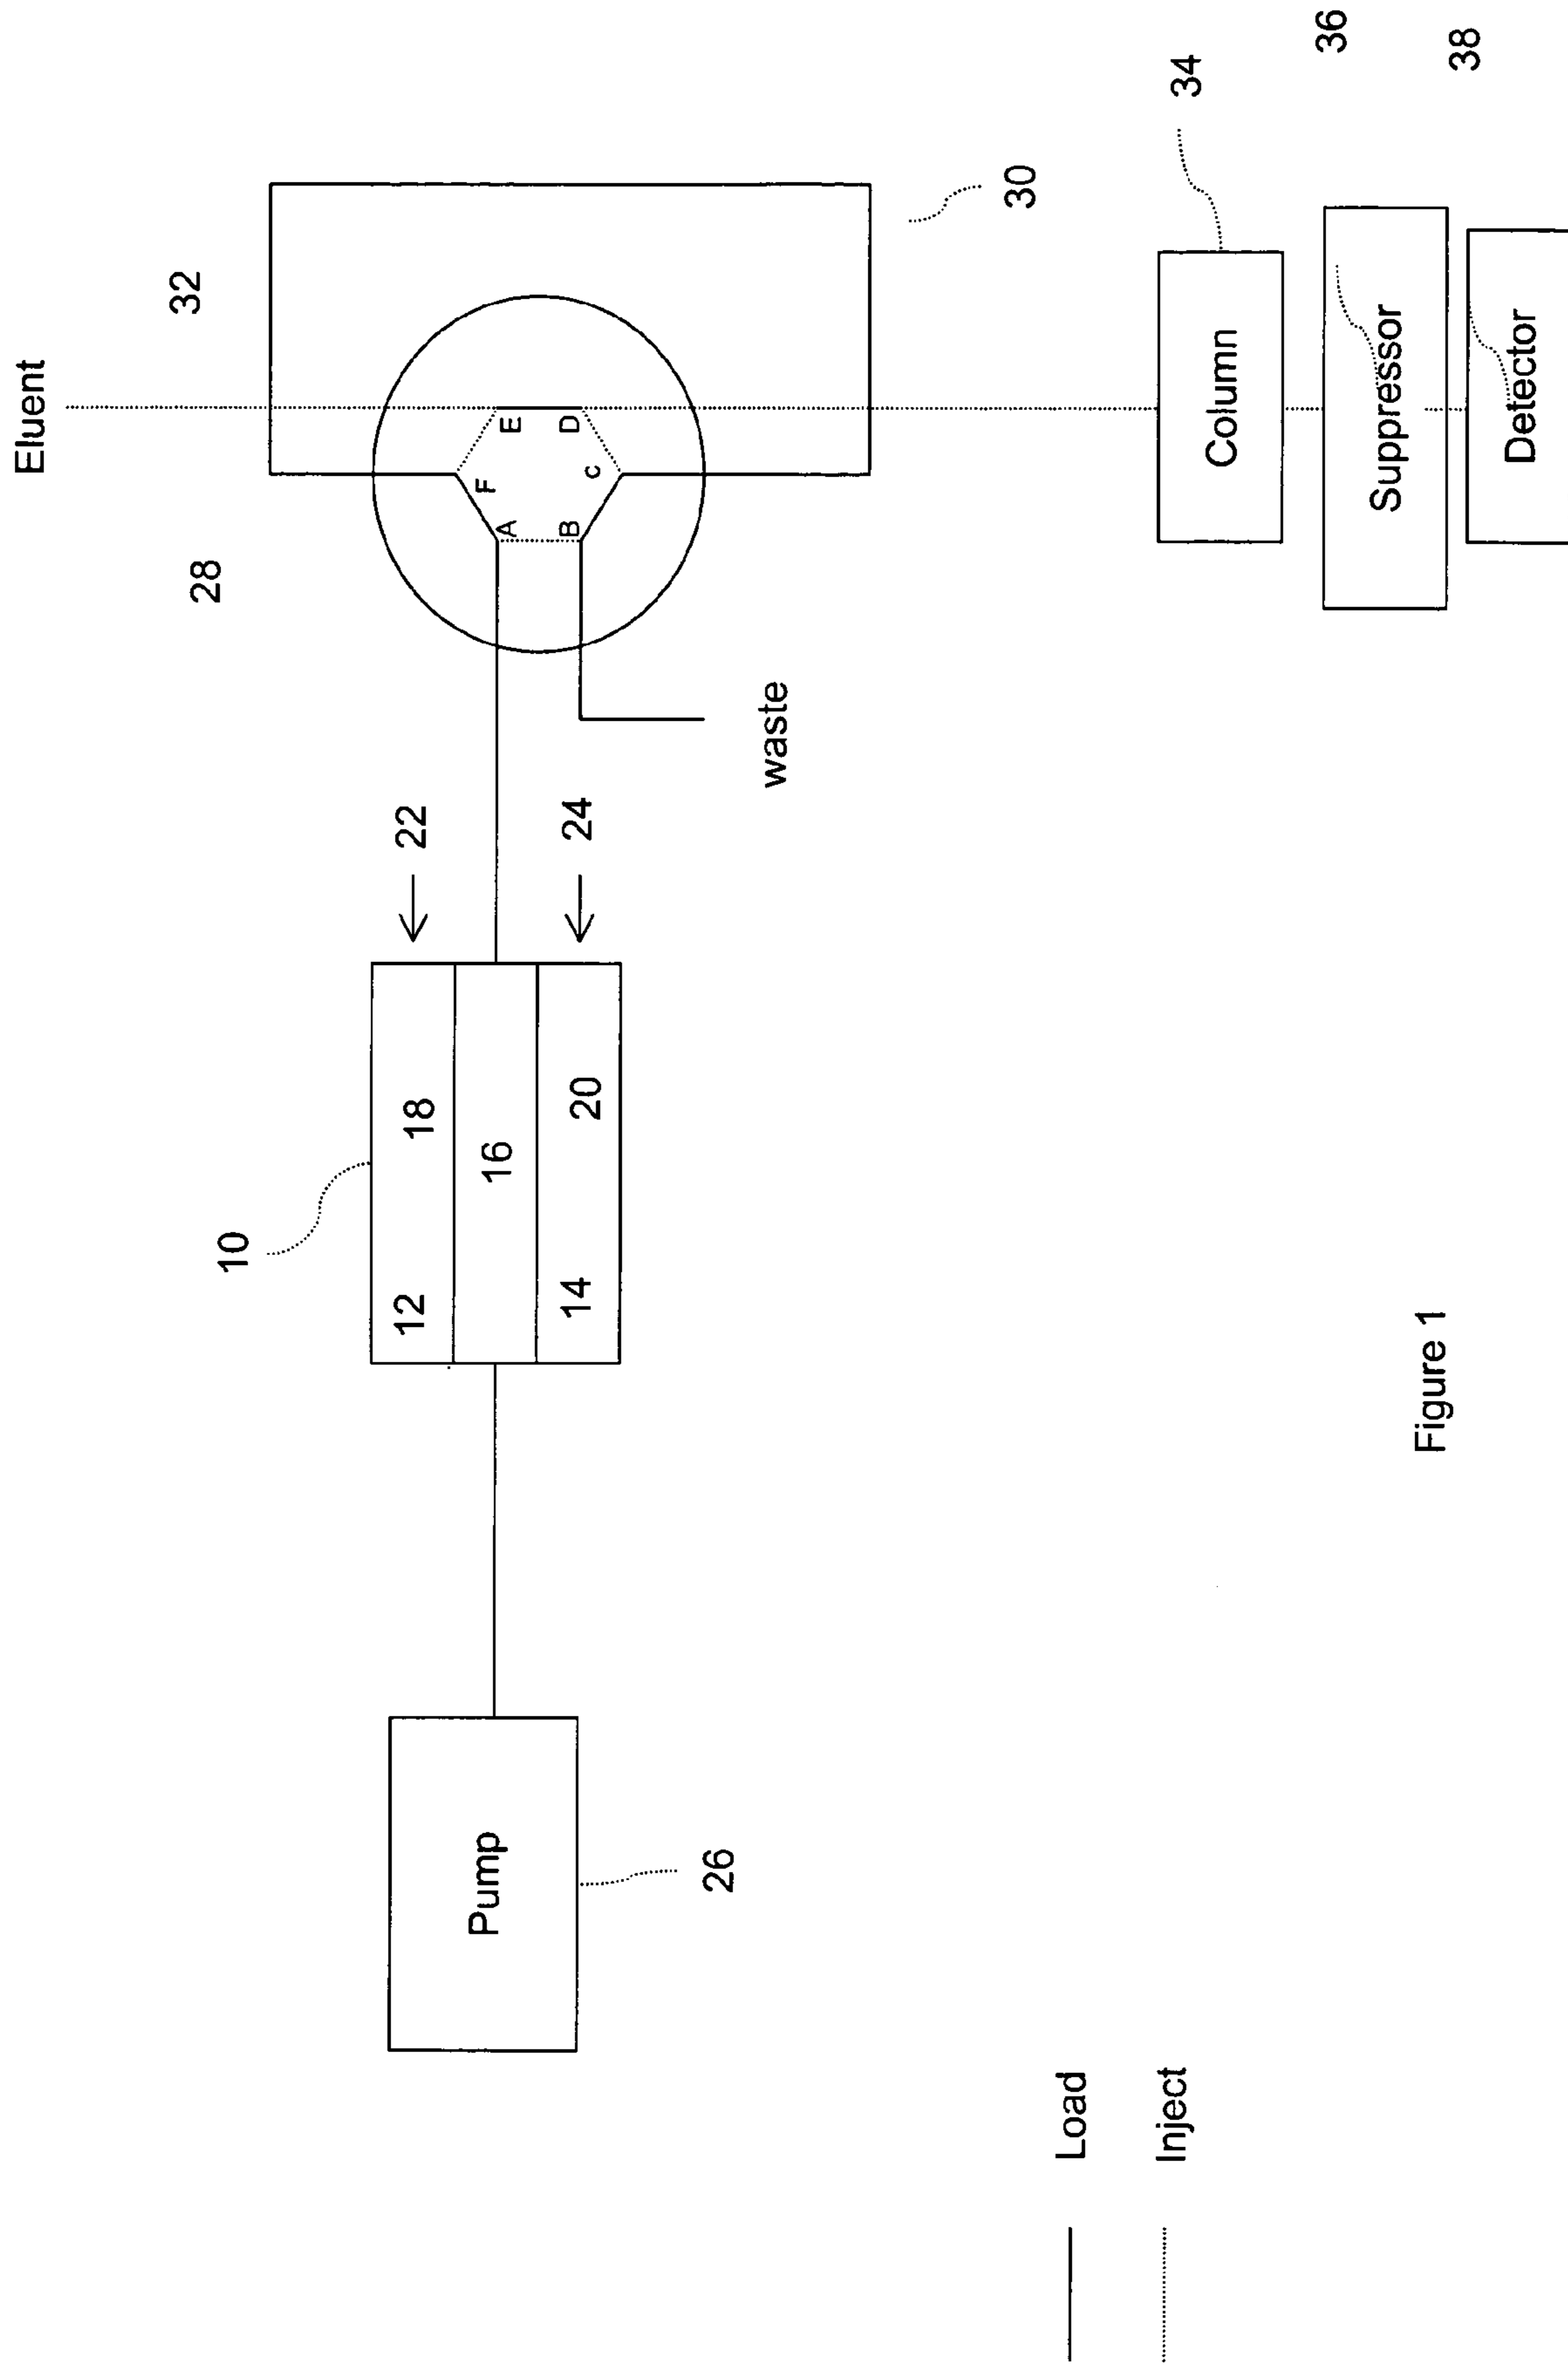 Eluent
32
28
F
E
A
D
B
c
30
waste
22
24
10
12
18
16
14
20
Pump
26
34
Column
36
Suppressor
38
Detector
Load
Inject
Figure 1